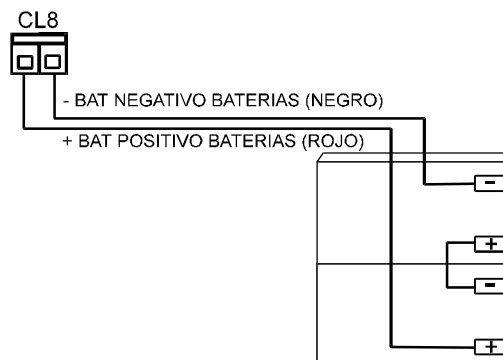 CL8
- BAT NEGATIVO BATERIAS (NEGRO)
+ BAT POSITIVO BATERIAS (ROJO)
-
+
-
+